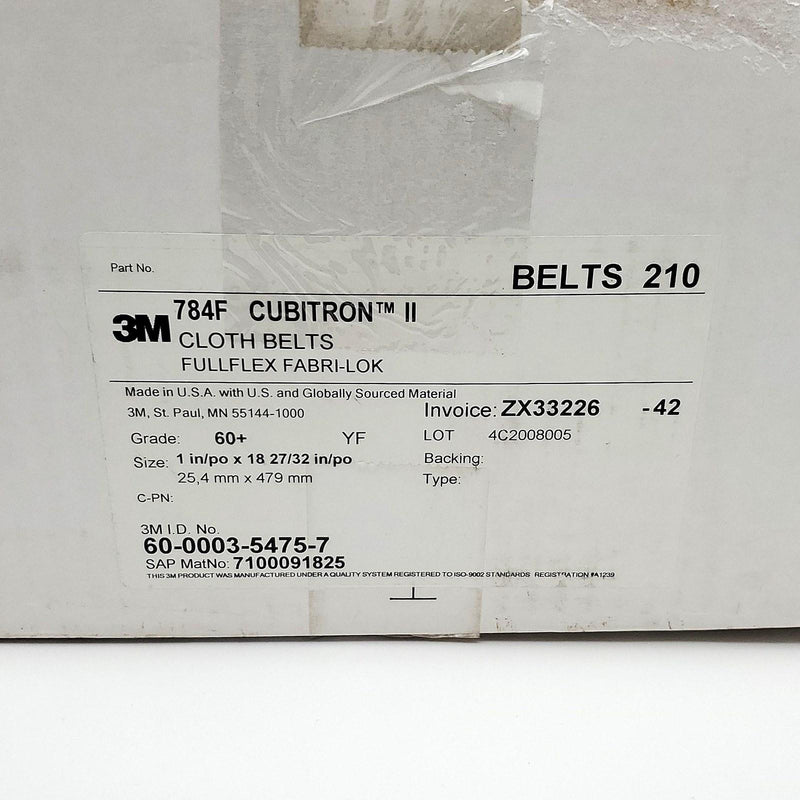 Part No.
BELTS 210
3M
784F CUBITRON™ II
CLOTH BELTS
FULLFLEX FABRI-LOK
Made in U.S.A. with U.S. and Globally Sourced Material
3M, St. Paul, MN 55144-1000
Invoice: ZX33226 -42
Grade: 60+ YF
LOT 4C2008005
Size: 1 in/po x 18 27/32 in/po
Backing:
25,4 mm x 479 mm
Type:
C-PN:
3M I.D. No.
60-0003-5475-7
SAP MatNo: 7100091825
THIS 3M PRODUCT WAS MANUFACTURED UNDER A QUALITY SYSTEM REGISTERED TO ISO-9002 STANDARDS REGISTRATION #A1239